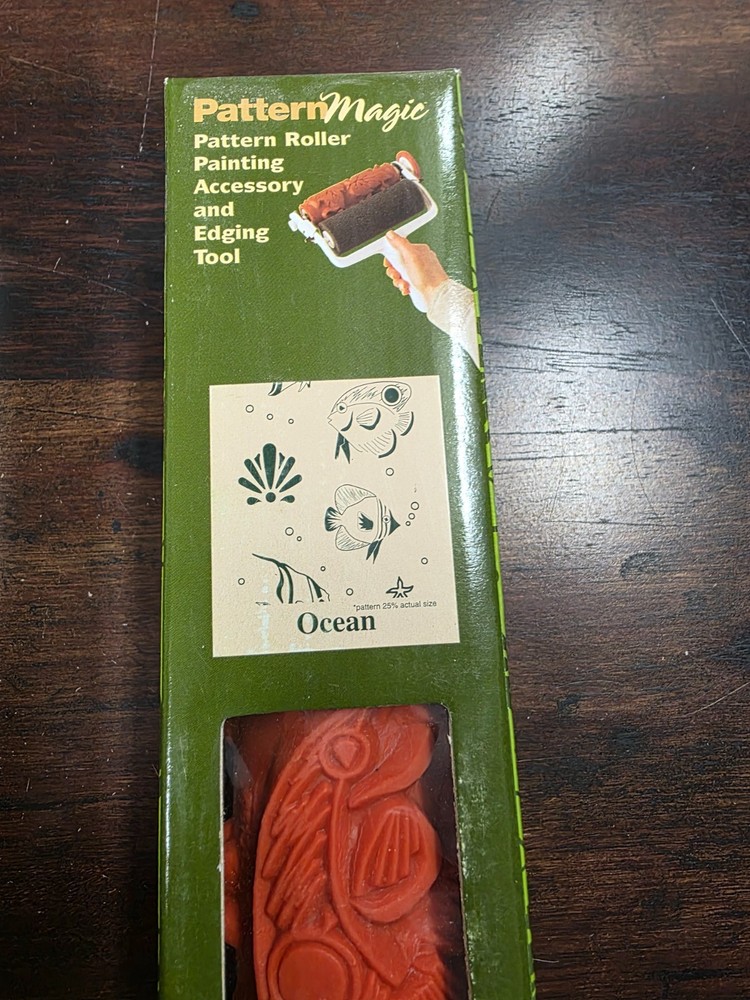 PatternMagic
Pattern Roller
Painting
Accessory
and
Edging
Tool
*pattern 25% actual size
Ocean